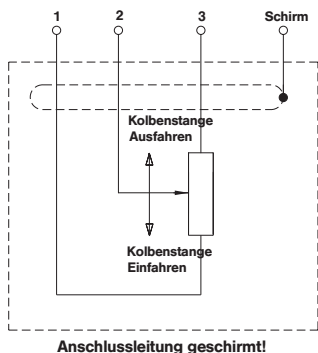 1 2 3 Schirm
Kolbenstange
Ausfahren
Kolbenstange
Einfahren
Anschlussleitung geschirmt!